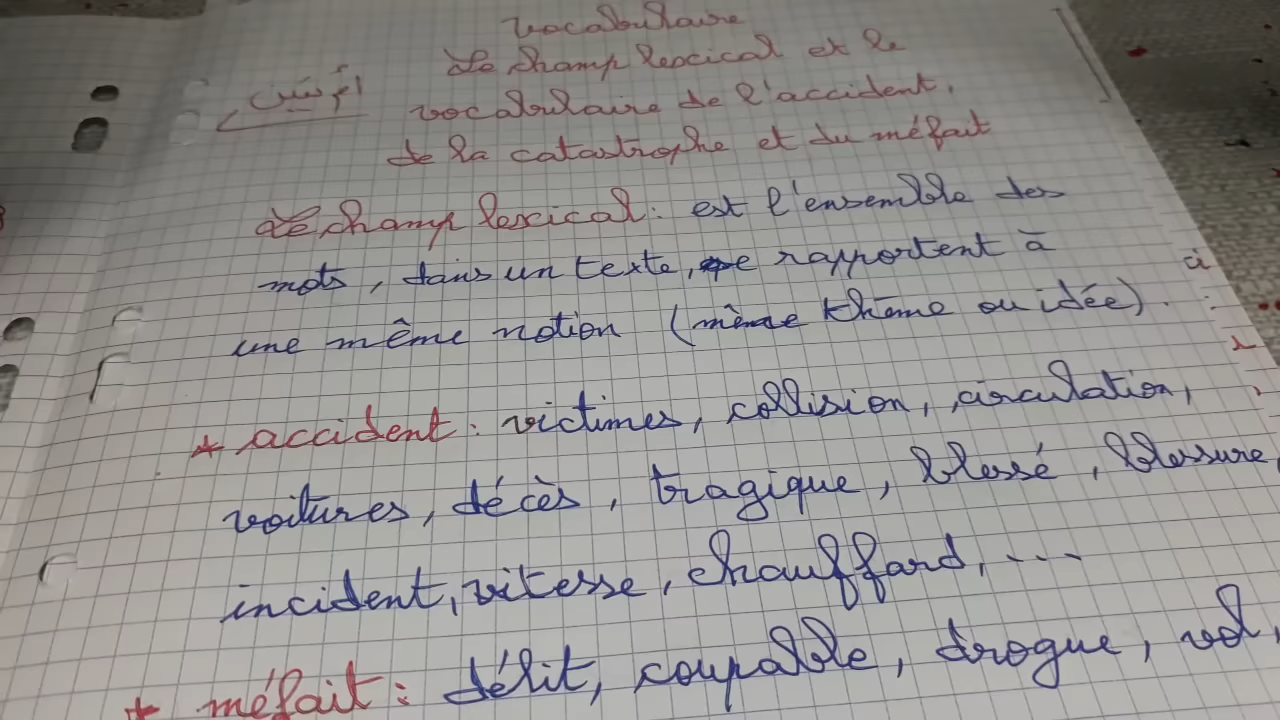 Vocabulaire
Le champ lexical et le
vocabulaire de l'accident,
de la catastrophe et du méfait
Le champ lexical : est l'ensemble des
mots, dans un texte, se rapportent à
une même notion (même thème ou idée).
* accident : victimes, collision, circulation,
voitures, décès, tragique, blessé, blessure,
incident, vitesse, chauffard, ...
* méfait : délit, coupable, drogue, vol,